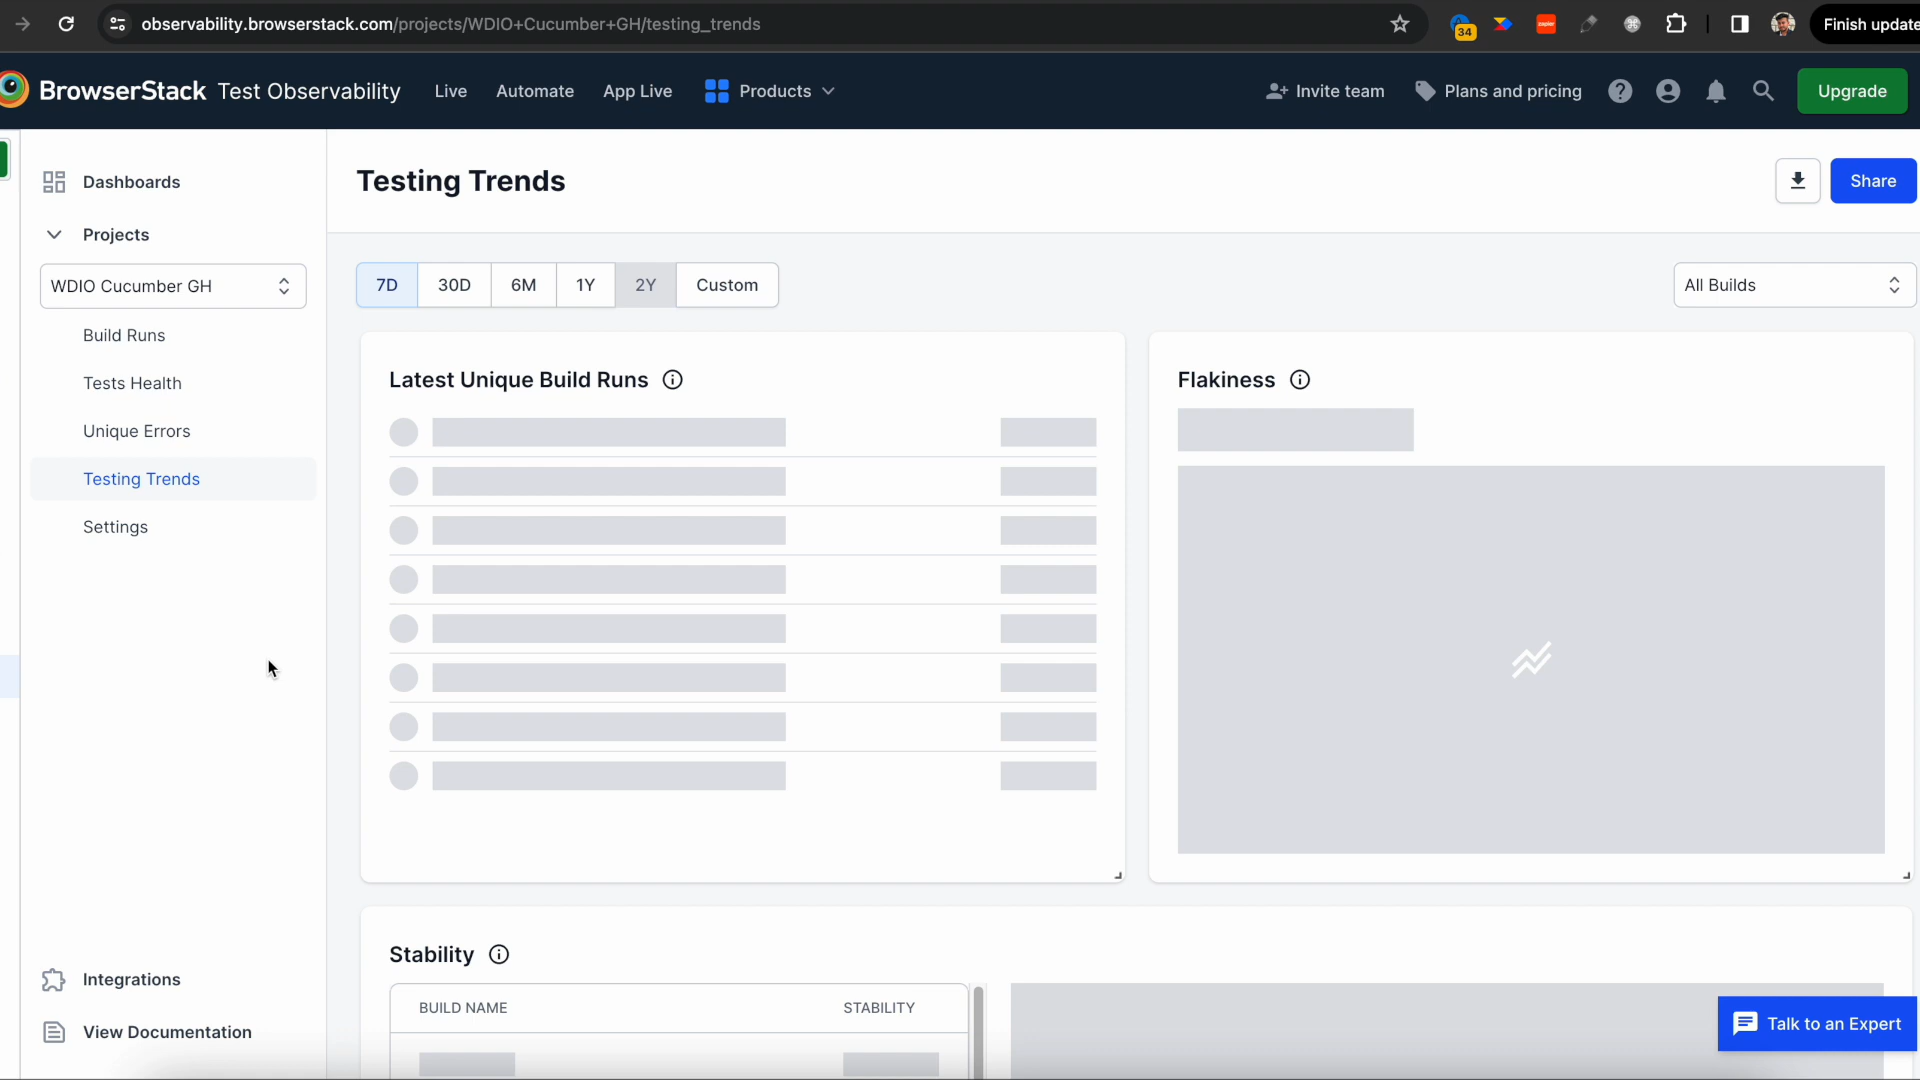 observability.browserstack.com/projects/WDIO+Cucumber+GH/testing_trends
34
zapier
Finish update
BrowserStack Test Observability
Live
Automate
App Live
Products
Invite team
Plans and pricing
Upgrade
Dashboards
Projects
WDIO Cucumber GH
Build Runs
Tests Health
Unique Errors
Testing Trends
Settings
Integrations
View Documentation
Testing Trends
Share
7D
30D
6M
1Y
2Y
Custom
All Builds
Latest Unique Build Runs
Flakiness
Stability
BUILD NAME
STABILITY
Talk to an Expert